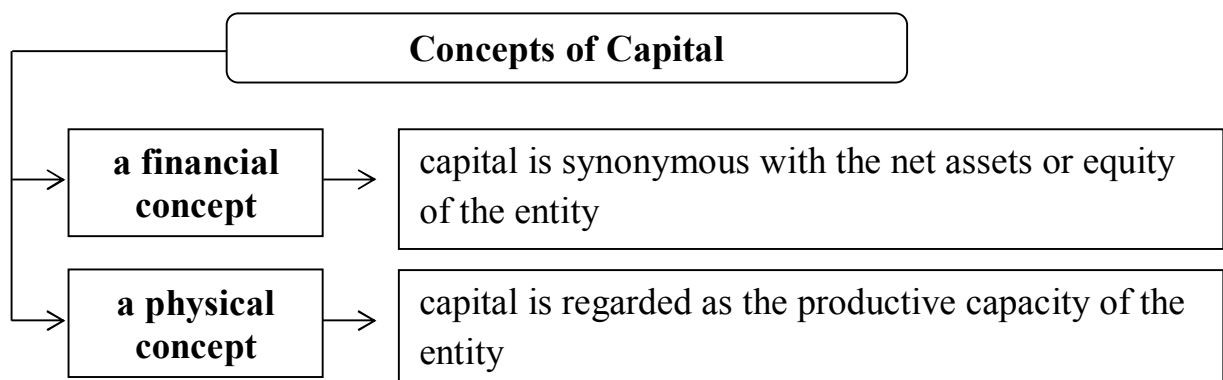 Concepts of Capital
a financial
concept
capital is synonymous with the net assets or equity
of the entity
a physical
concept
capital is regarded as the productive capacity of the
entity